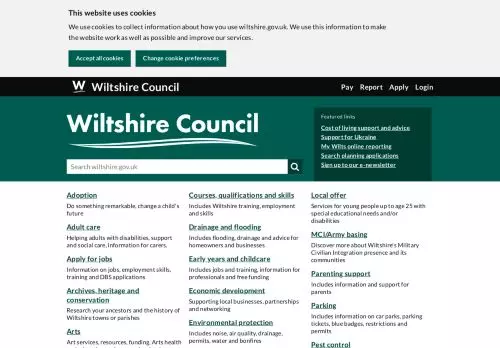 This website uses cookies
We use cookies to collect information about how you use wiltshire.gov.uk. We use this information to make
the website work as well as possible and improve our services.
Accept all cookies
Change cookie preferences
Wiltshire Council
Pay Report Apply Login
Wiltshire Council
Search wiltshire.gov.uk
Featured links
Cost of living support and advice
Support for Ukraine
My Wilts online reporting
Search planning applications
Sign up to our e-newsletter
Adoption
Do something remarkable, change a child's
future
Adult care
Helping adults with disabilities, support
and social care, information for carers.
Apply for jobs
Information on jobs, employment skills,
training and DBS applications.
Archives, heritage and
conservation
Research your ancestors and the history of
Wiltshire towns or parishes
Arts
Arts services, resources, funding, Arts health
Courses, qualifications and skills
Includes Wiltshire training, employment
and skills
Drainage and flooding
Includes flooding, drainage and advice for
homeowners and businesses
Early years and childcare
Includes jobs and training, information for
professionals and free funding
Economic development
Supporting local businesses, partnerships
and networking
Environmental protection
Includes noise, air quality, drainage,
permits, water and bonfires
Local offer
Services for young people up to age 25 with
special educational needs and/or
disabilities
MCI/Army basing
Discover more about Wiltshire's Military
Civilian Integration presence and its
communities
Parenting support
Includes information and support for
parents
Parking
Includes information on car parks, parking
tickets, blue badges, restrictions and
permits
Pest control